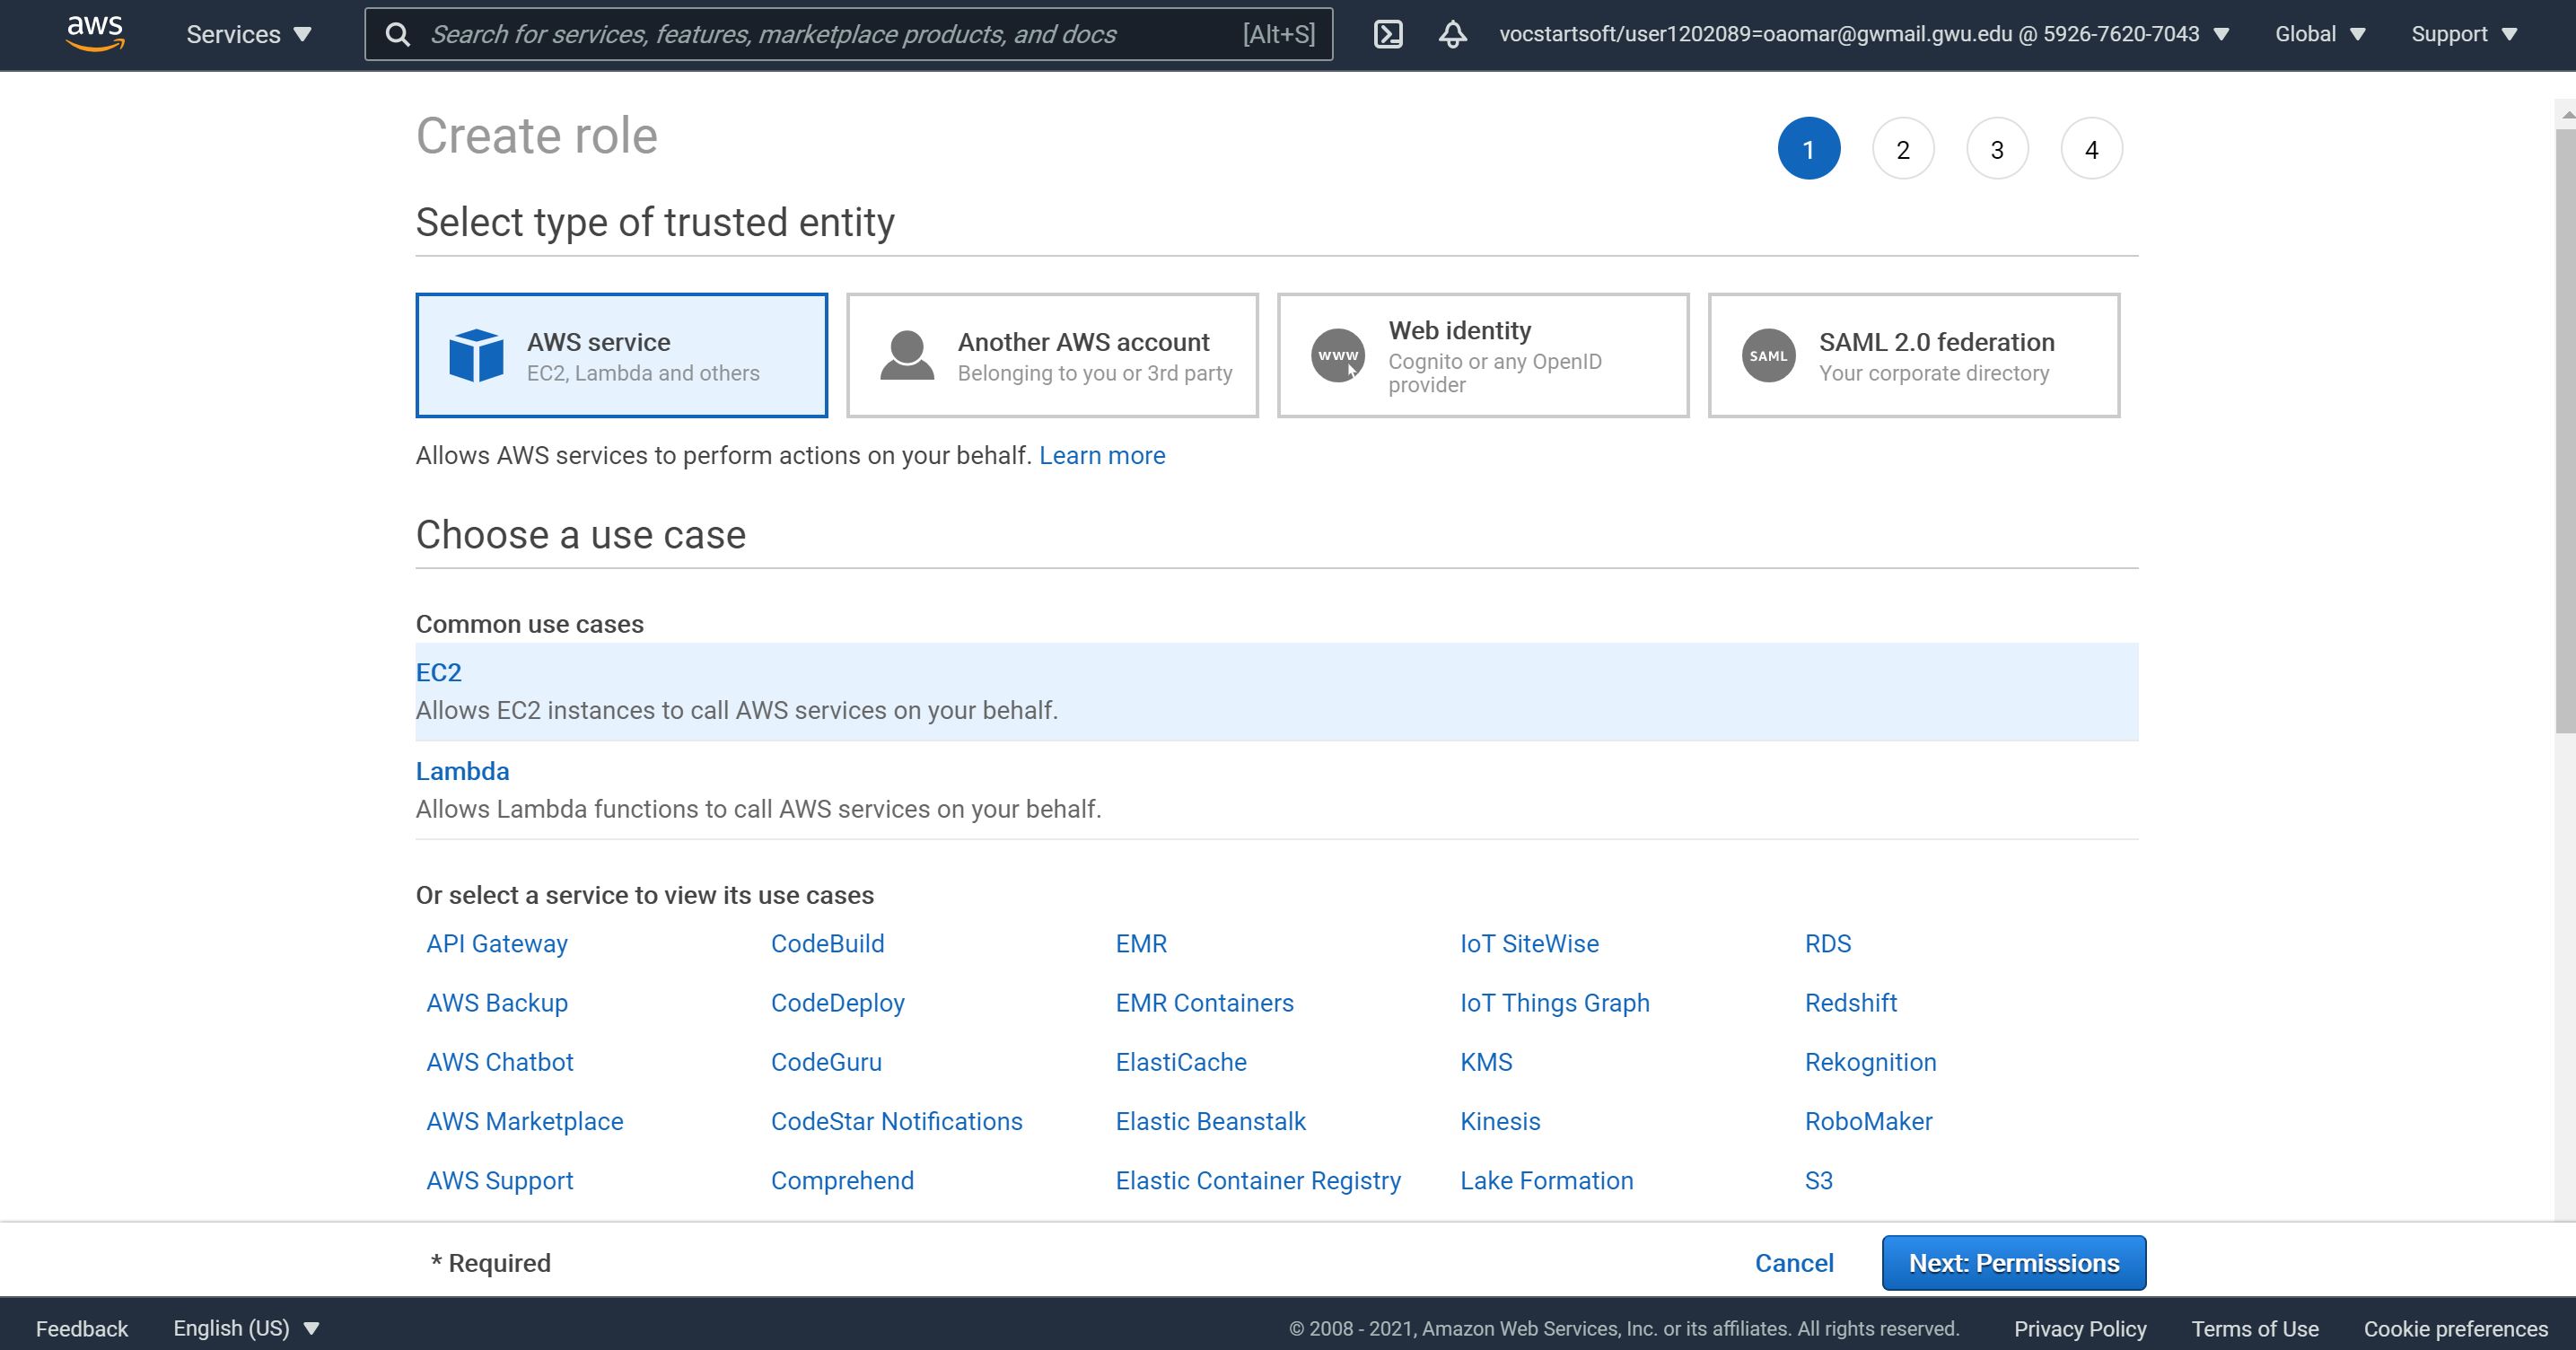 aws Services Search for services, features, marketplace products, and docs [Alt+S] vocstartsoft/user1202089=oaomar@gwmail.gwu.edu @ 5926-7620-7043 Global Support
Create role 1 2 3 4
Select type of trusted entity
AWS service
EC2, Lambda and others
Another AWS account
Belonging to you or 3rd party
www
Web identity
Cognito or any OpenID
provider
SAML
SAML 2.0 federation
Your corporate directory
Allows AWS services to perform actions on your behalf. Learn more
Choose a use case
Common use cases
EC2
Allows EC2 instances to call AWS services on your behalf.
Lambda
Allows Lambda functions to call AWS services on your behalf.
Or select a service to view its use cases
API Gateway CodeBuild EMR IoT SiteWise RDS
AWS Backup CodeDeploy EMR Containers IoT Things Graph Redshift
AWS Chatbot CodeGuru ElastiCache KMS Rekognition
AWS Marketplace CodeStar Notifications Elastic Beanstalk Kinesis RoboMaker
AWS Support Comprehend Elastic Container Registry Lake Formation S3
* Required Cancel Next: Permissions
Feedback English (US) © 2008 - 2021, Amazon Web Services, Inc. or its affiliates. All rights reserved. Privacy Policy Terms of Use Cookie preferences